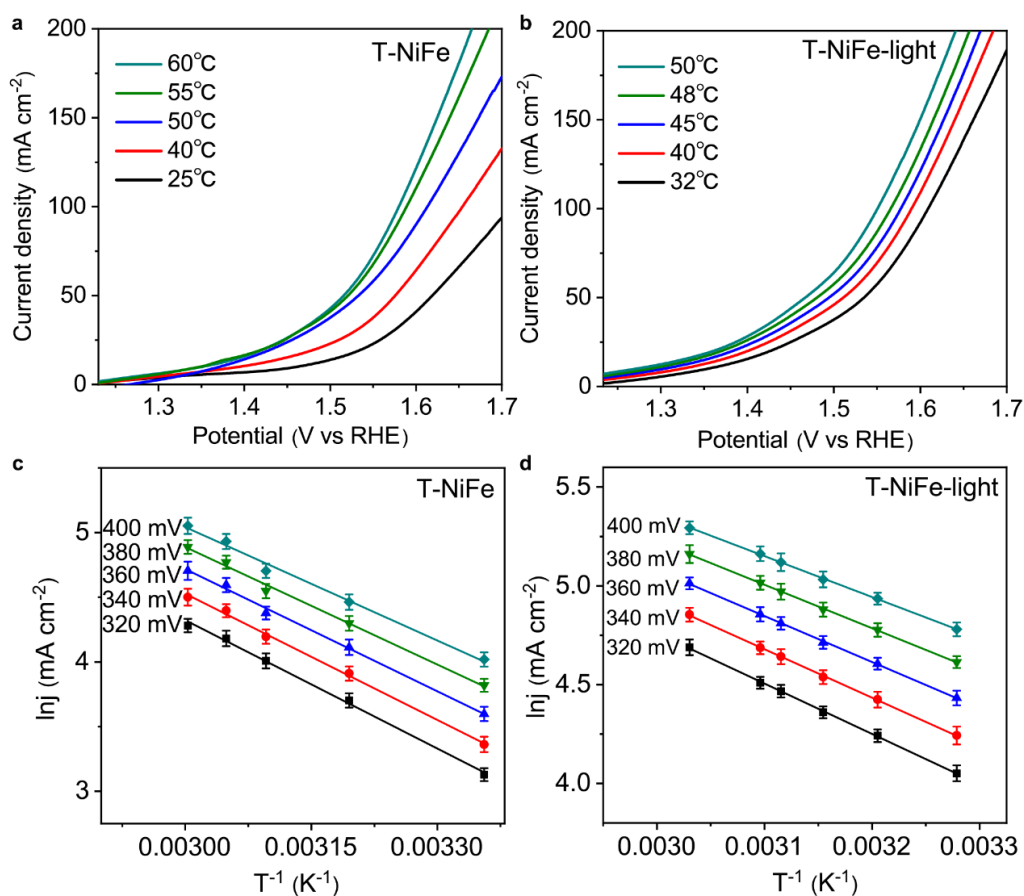 a
T-NiFe
60°C
55°C
50°C
40°C
25°C
Current density (mA cm-2)
200
150
100
50
0
1.3 1.4 1.5 1.6 1.7
Potential (V vs RHE)
b
T-NiFe-light
50°C
48°C
45°C
40°C
32°C
Current density (mA cm-2)
200
150
100
50
0
1.3 1.4 1.5 1.6 1.7
Potential (V vs RHE)
c
T-NiFe
400 mV
380 mV
360 mV
340 mV
320 mV
lnj (mA cm-2)
5
4
3
0.00300 0.00315 0.00330
T-1 (K-1)
d
T-NiFe-light
400 mV
380 mV
360 mV
340 mV
320 mV
lnj (mA cm-2)
5.5
5.0
4.5
4.0
0.0030 0.0031 0.0032 0.0033
T-1 (K-1)